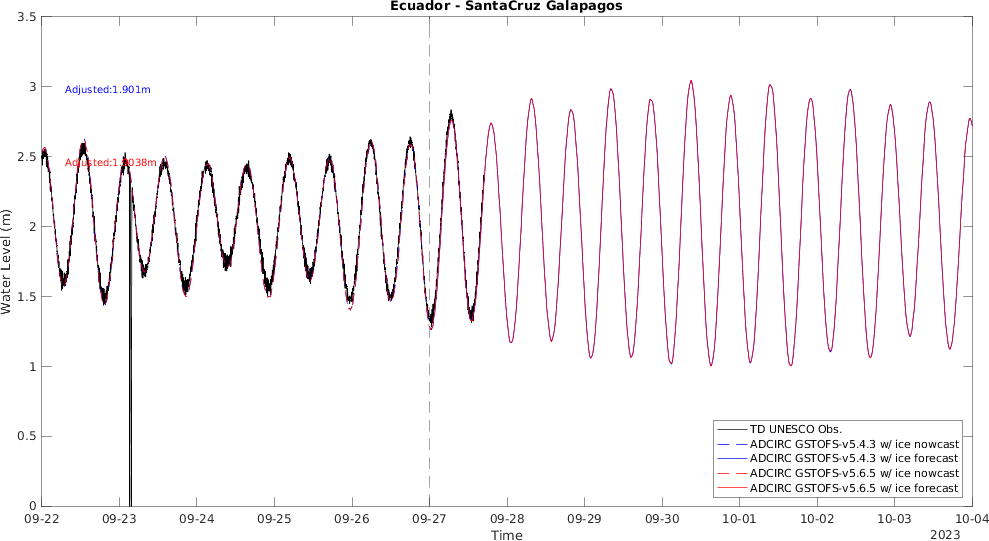 Ecuador - SantaCruz Galapagos
3.5
3
2.5
2
1.5
1
0.5
0
Water Level (m)
Adjusted:1.901m
TD UNESCO Obs.
ADCIRC GSTOFS-v5.4.3 w/ ice nowcast
ADCIRC GSTOFS-v5.4.3 w/ ice forecast
ADCIRC GSTOFS-v5.6.5 w/ ice nowcast
ADCIRC GSTOFS-v5.6.5 w/ ice forecast
09-22 09-23 09-24 09-25 09-26 09-27 09-28 09-29 09-30 10-01 10-02 10-03 10-04
Time
2023